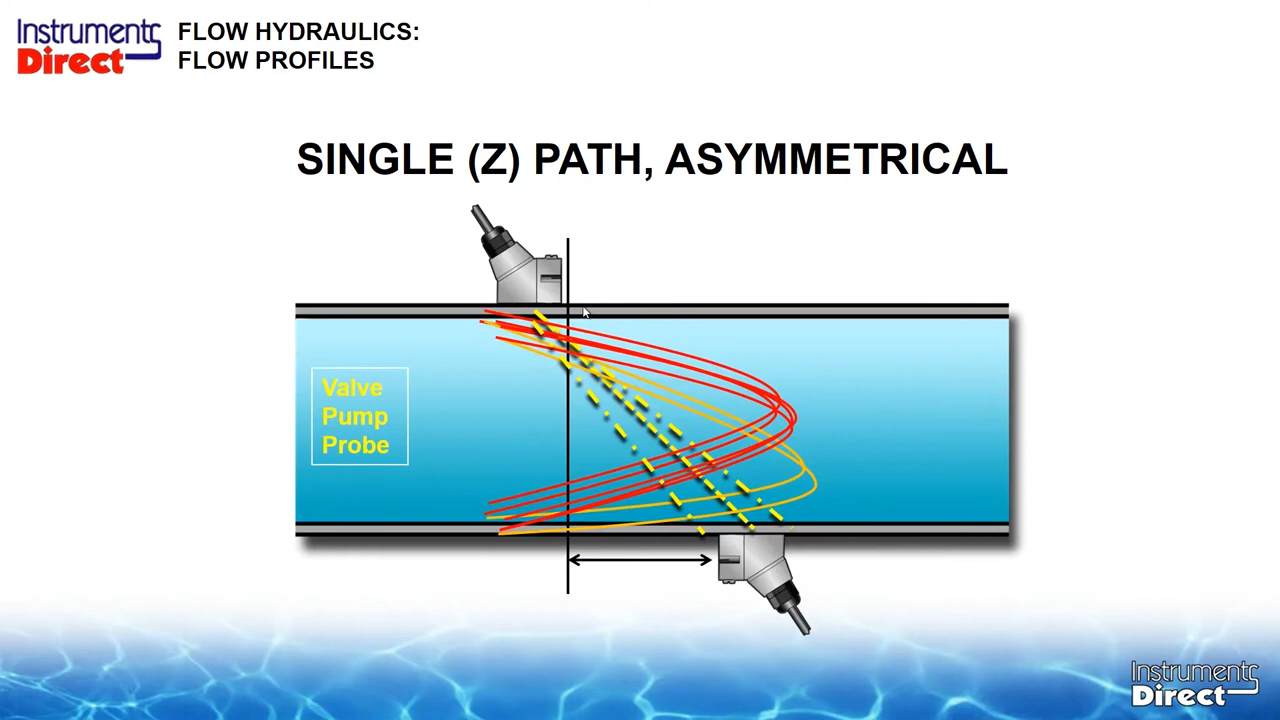 Instruments
Direct
FLOW HYDRAULICS:
FLOW PROFILES
SINGLE (Z) PATH, ASYMMETRICAL
Valve
Pump
Probe
Instruments
Direct